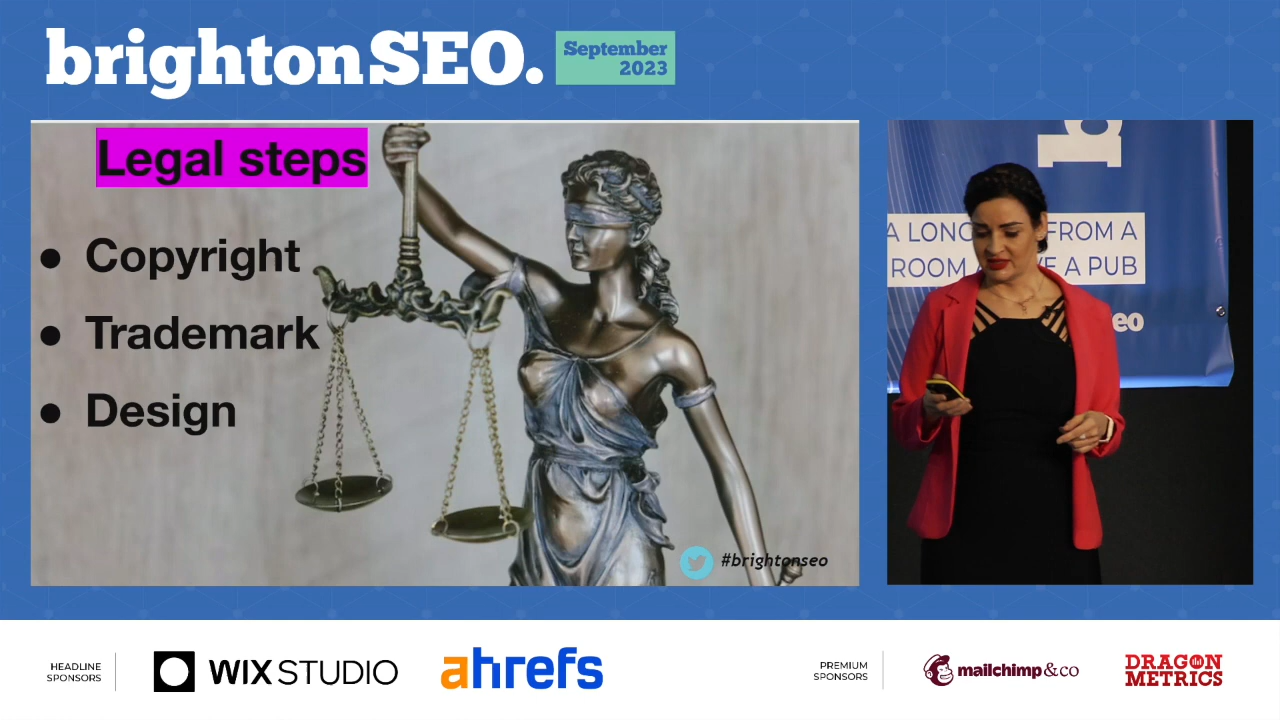 brightonSEO.
September
2023
Legal steps
● Copyright
● Trademark
● Design
#brightonseo
A LONG FROM A
ROOM A PUB
eo
HEADLINE
SPONSORS
WIX STUDIO
ahrefs
PREMIUM
SPONSORS
mailchimp&co
DRAGON
METRICS